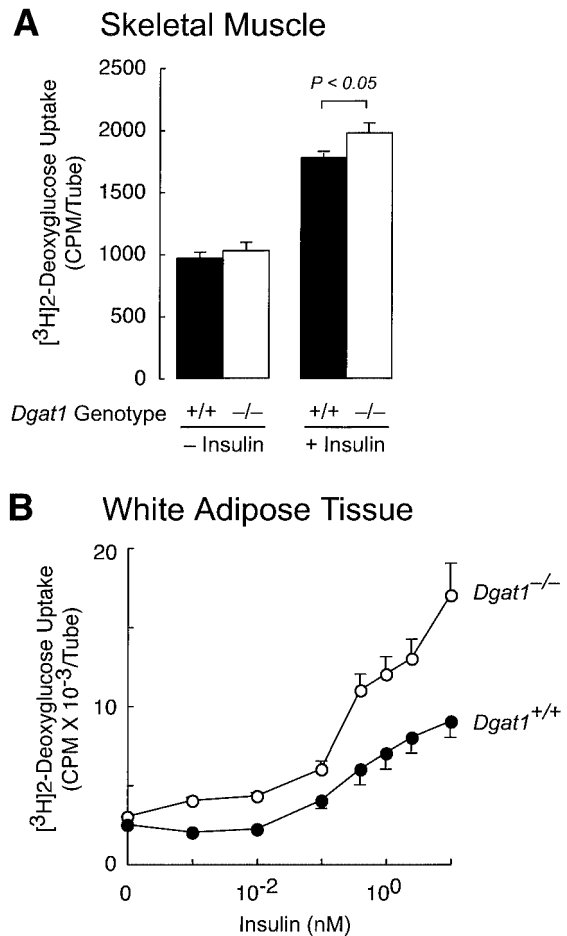 A Skeletal Muscle
[³H]2-Deoxyglucose Uptake
(CPM/Tube)
2500
2000
1500
1000
500
0
P < 0.05
Dgat1 Genotype +/+ –/– +/+ –/–
– Insulin + Insulin
B White Adipose Tissue
[³H]2-Deoxyglucose Uptake
(CPM X 10⁻³/Tube)
20
10
0
Dgat1⁻/⁻
Dgat1⁺/⁺
0 10⁻² 10⁰
Insulin (nM)